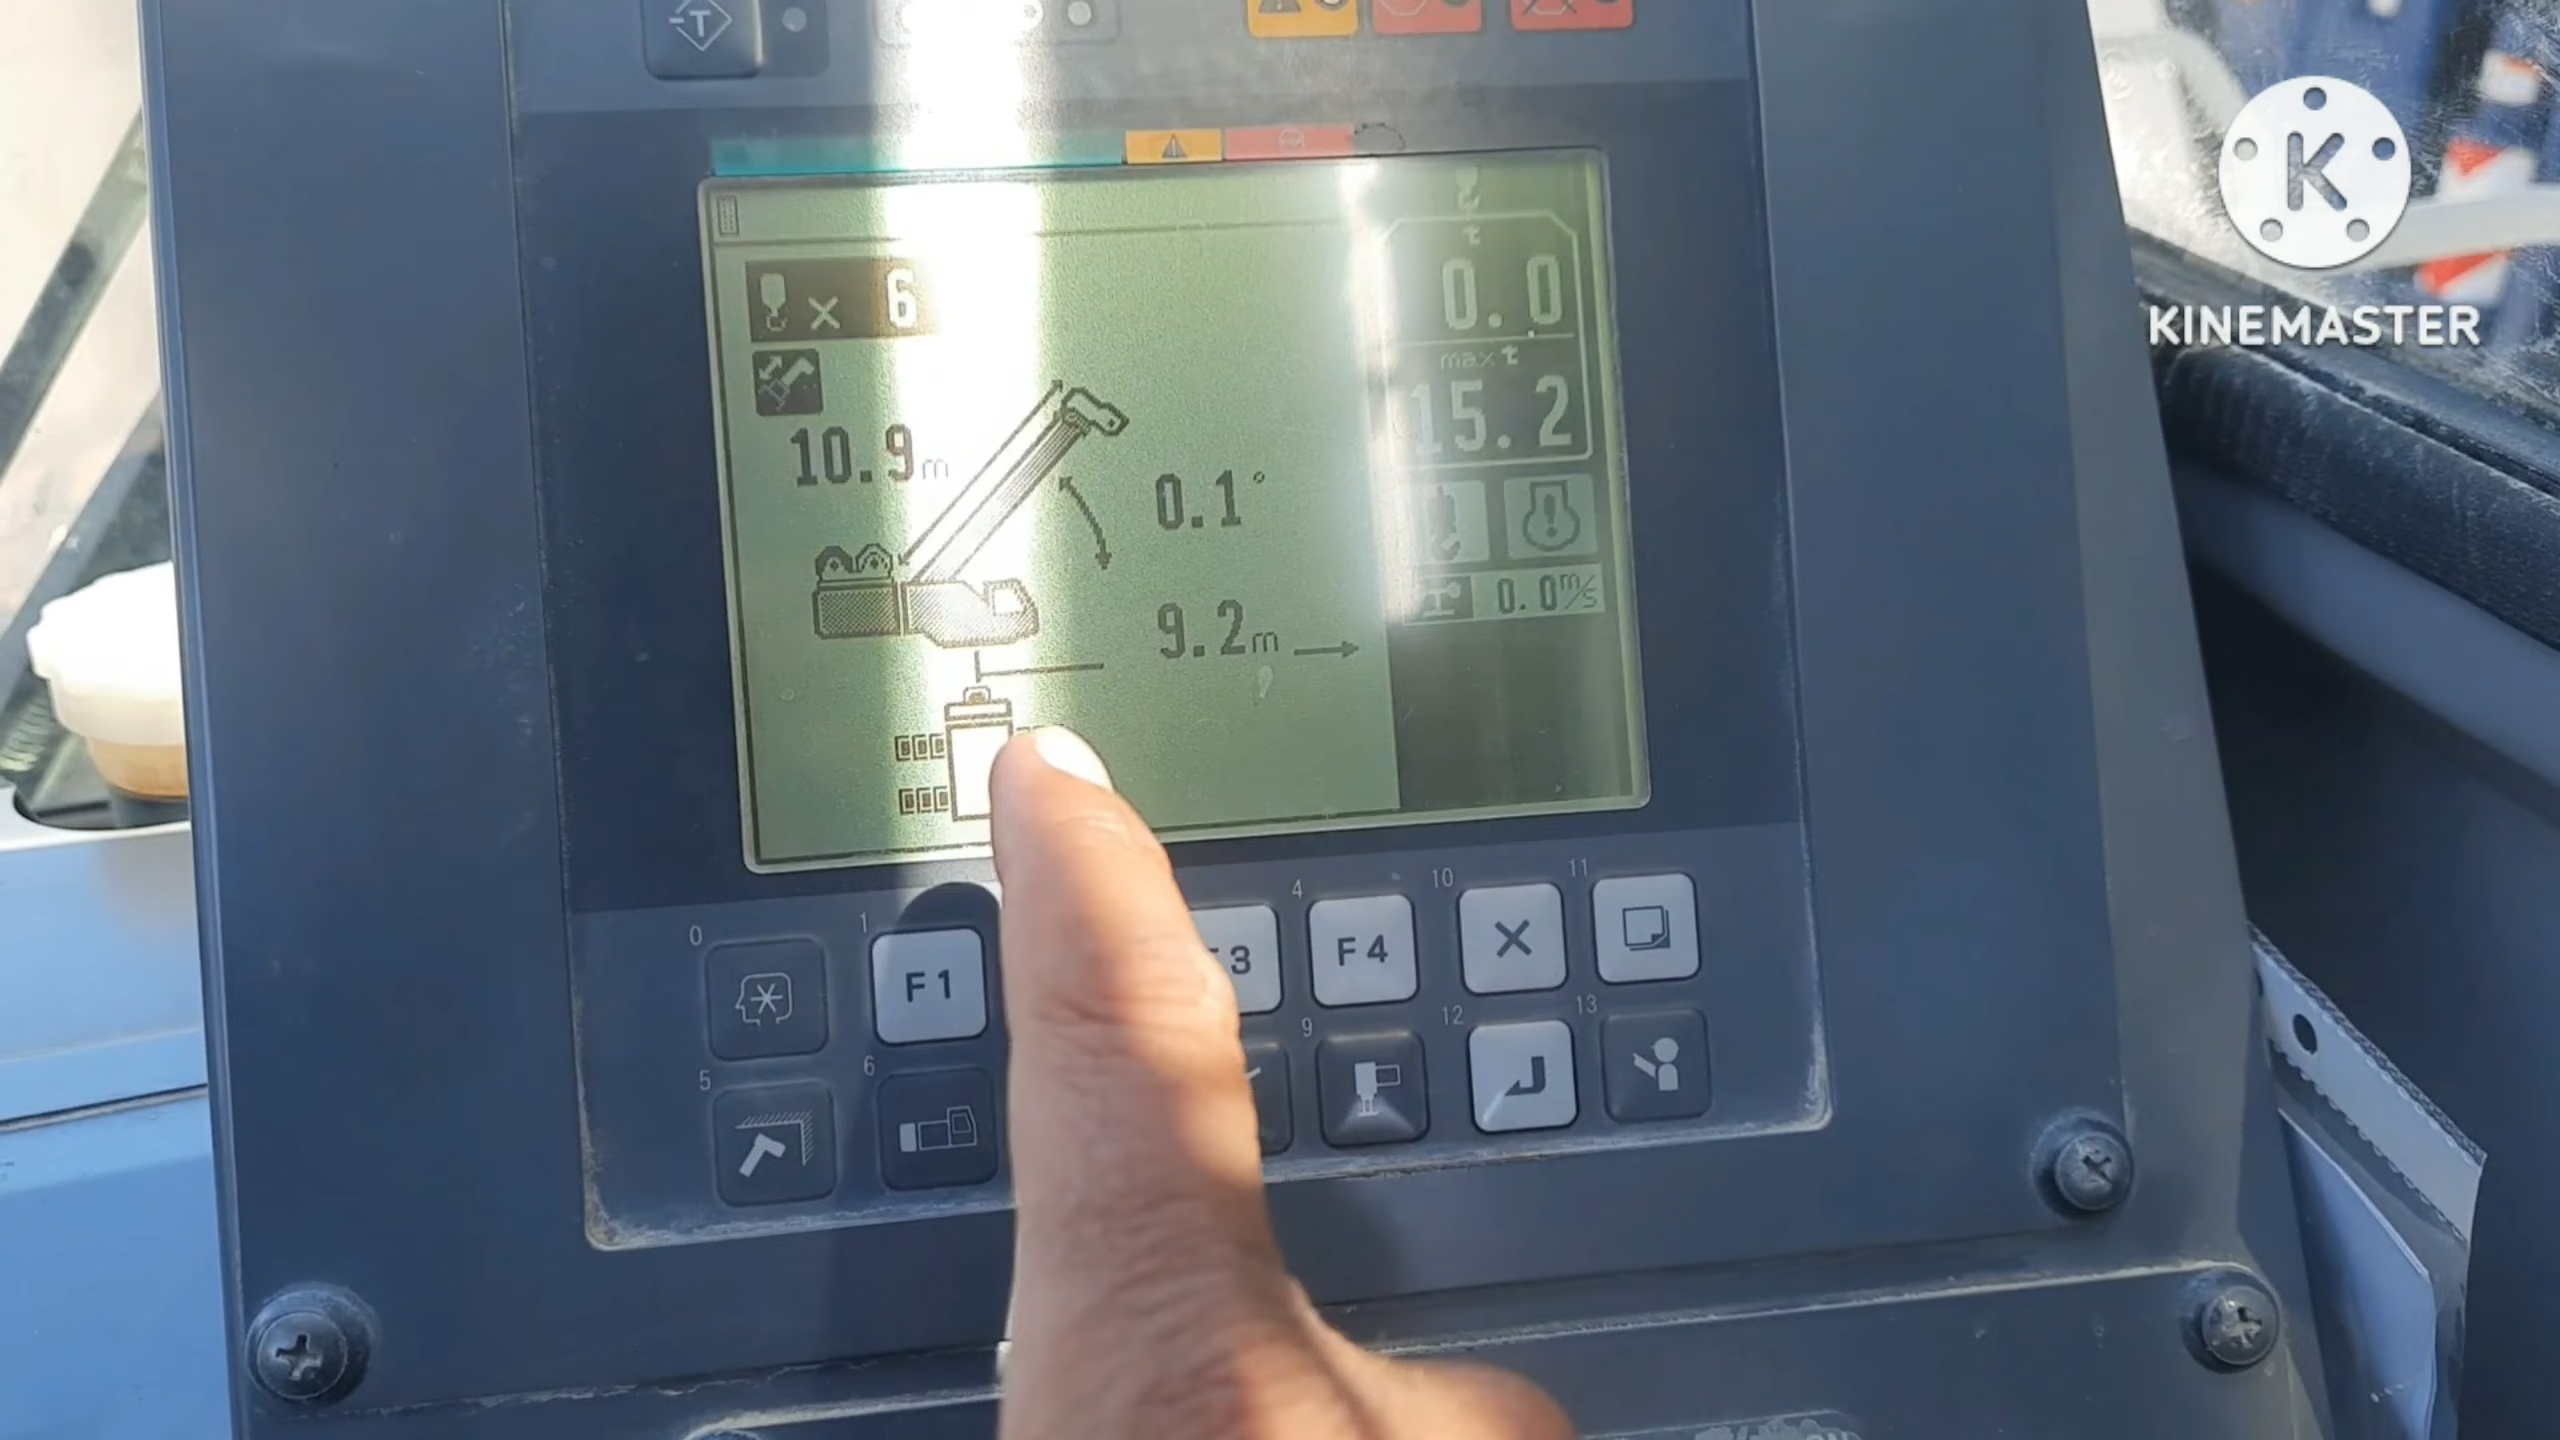 T
K
KINEMASTER
t
× 6
0.0
max t
15.2
10.9m
0.1°
0.0m/s
9.2m
0 1 4 10 11
F1 F4 ×
5 6 9 12 13